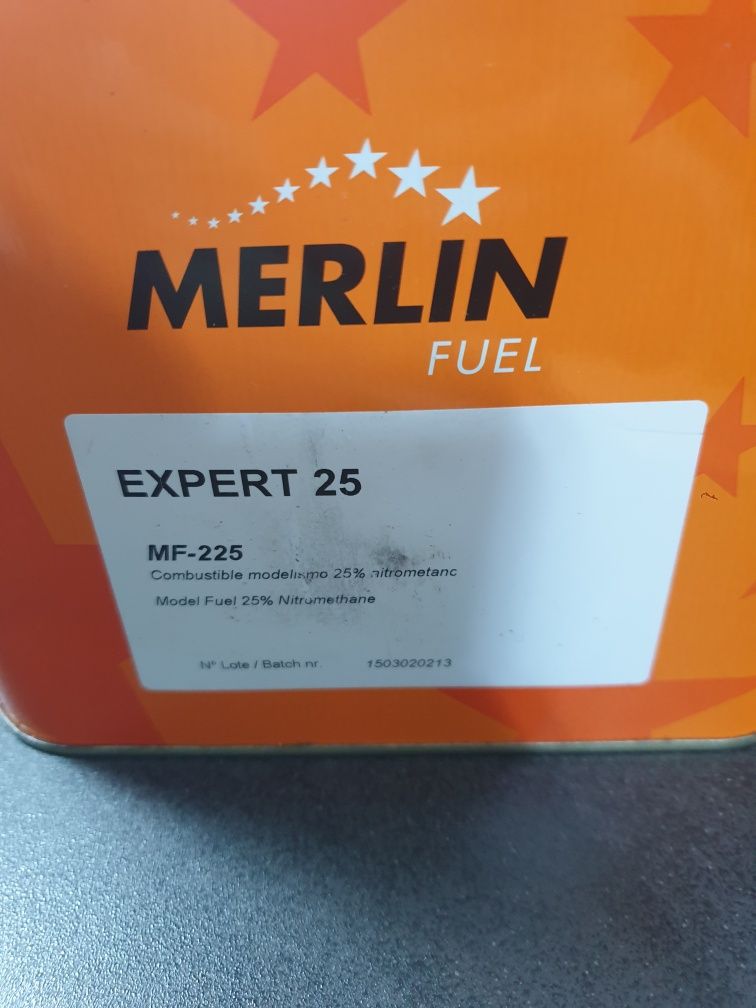 MERLIN
FUEL
EXPERT 25
MF-225
Combustible modelismo 25% nitrometano
Model Fuel 25% Nitromethane
Nº Lote / Batch nr. 1503020213